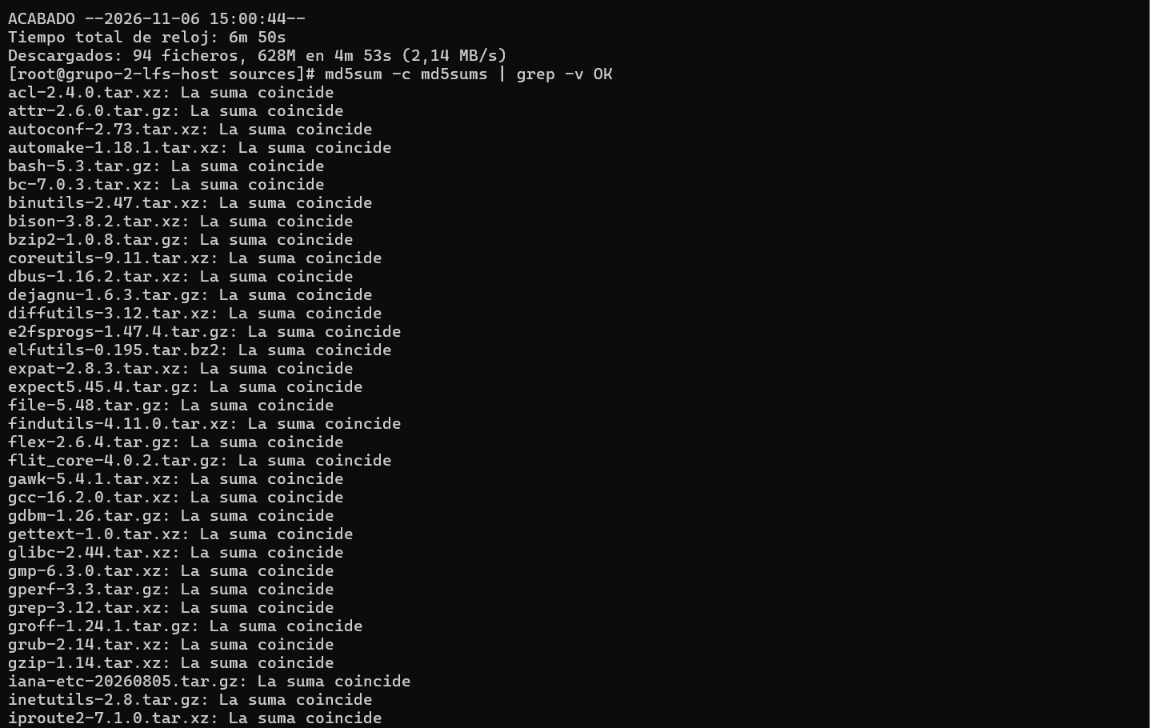 ACABADO --2026-11-06 15:00:44--
Tiempo total de reloj: 6m 50s
Descargados: 94 ficheros, 628M en 4m 53s (2,14 MB/s)
[root@grupo-2-lfs-host sources]# md5sum -c md5sums | grep -v OK
acl-2.4.0.tar.xz: La suma coincide
attr-2.6.0.tar.gz: La suma coincide
autoconf-2.73.tar.xz: La suma coincide
automake-1.18.1.tar.xz: La suma coincide
bash-5.3.tar.gz: La suma coincide
bc-7.0.3.tar.xz: La suma coincide
binutils-2.47.tar.xz: La suma coincide
bison-3.8.2.tar.xz: La suma coincide
bzip2-1.0.8.tar.gz: La suma coincide
coreutils-9.11.tar.xz: La suma coincide
dbus-1.16.2.tar.xz: La suma coincide
dejagnu-1.6.3.tar.gz: La suma coincide
diffutils-3.12.tar.xz: La suma coincide
e2fsprogs-1.47.4.tar.gz: La suma coincide
elfutils-0.195.tar.bz2: La suma coincide
expat-2.8.3.tar.xz: La suma coincide
expect5.45.4.tar.gz: La suma coincide
file-5.48.tar.gz: La suma coincide
findutils-4.11.0.tar.xz: La suma coincide
flex-2.6.4.tar.gz: La suma coincide
flit_core-4.0.2.tar.gz: La suma coincide
gawk-5.4.1.tar.xz: La suma coincide
gcc-16.2.0.tar.xz: La suma coincide
gdbm-1.26.tar.gz: La suma coincide
gettext-1.0.tar.xz: La suma coincide
glibc-2.44.tar.xz: La suma coincide
gmp-6.3.0.tar.xz: La suma coincide
gperf-3.3.tar.gz: La suma coincide
grep-3.12.tar.xz: La suma coincide
groff-1.24.1.tar.gz: La suma coincide
grub-2.14.tar.xz: La suma coincide
gzip-1.14.tar.xz: La suma coincide
iana-etc-20260805.tar.gz: La suma coincide
inetutils-2.8.tar.gz: La suma coincide
iproute2-7.1.0.tar.xz: La suma coincide